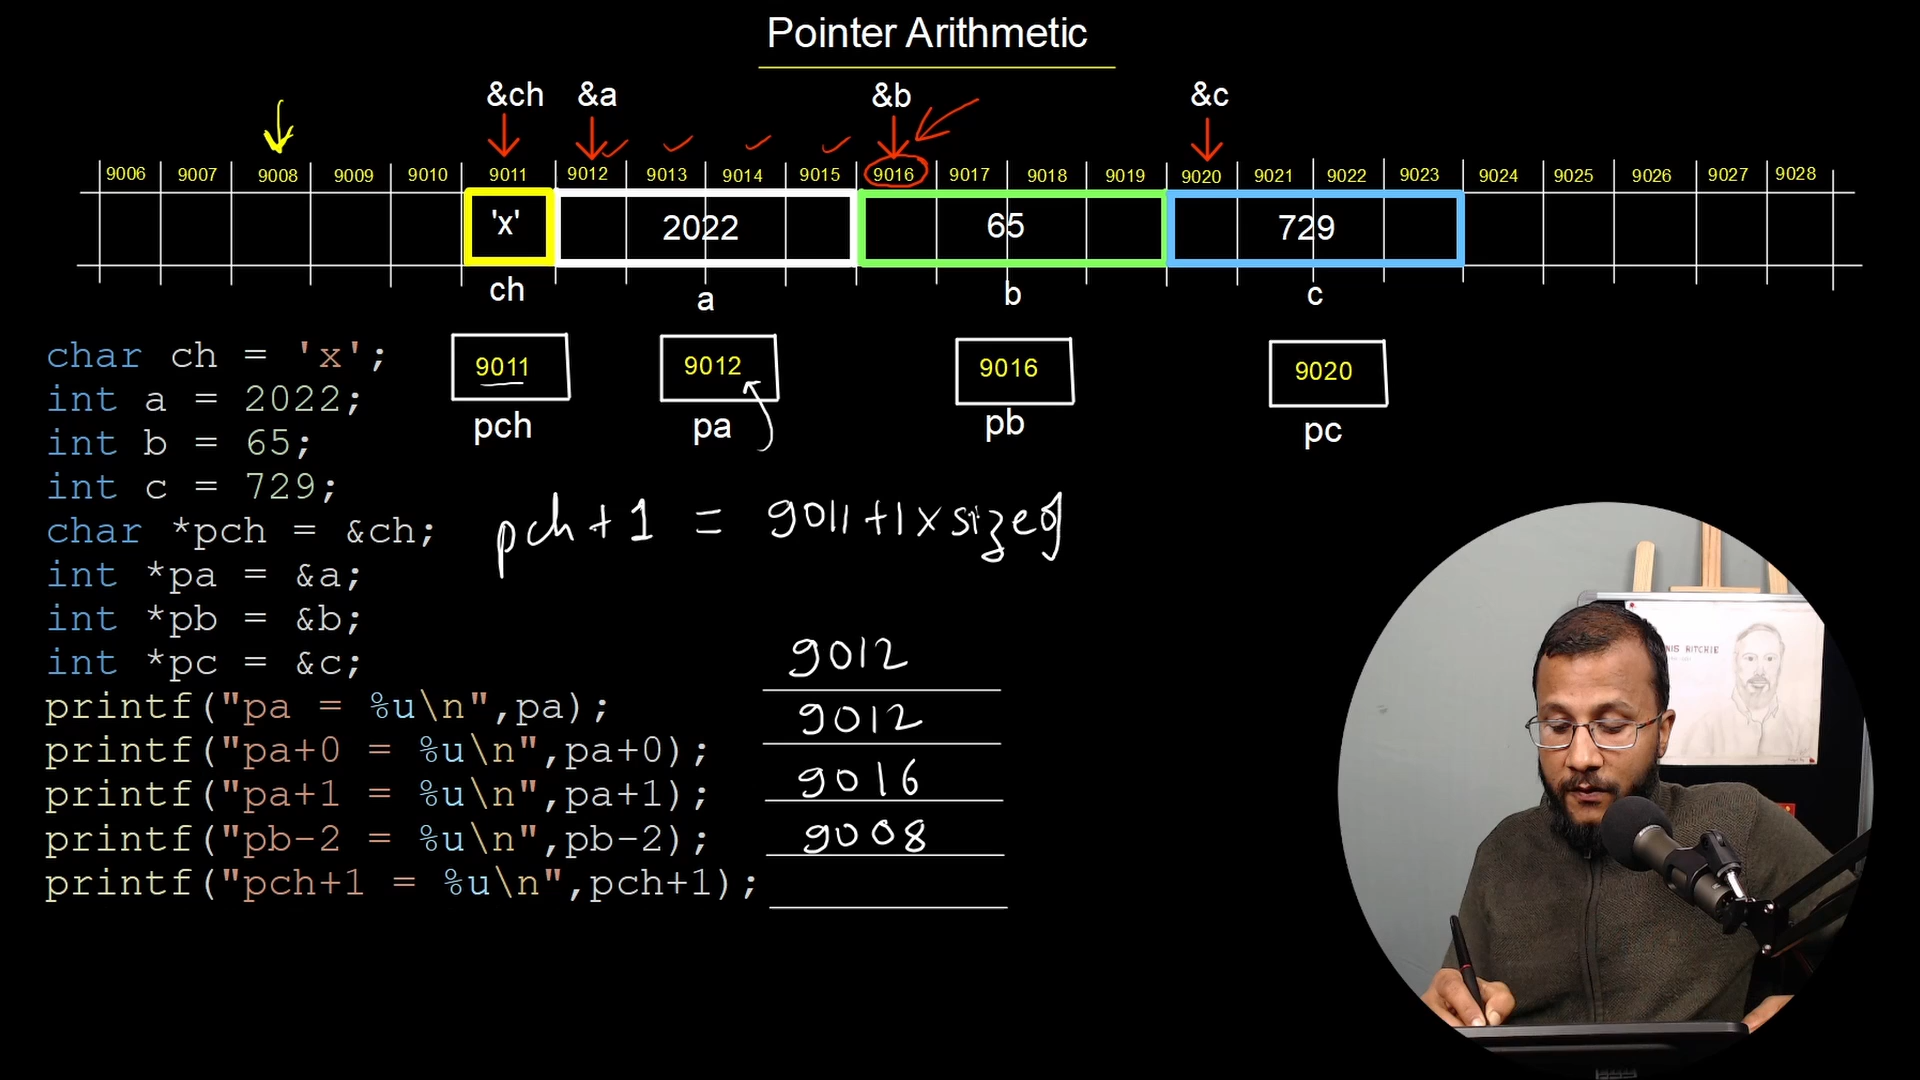 Pointer Arithmetic
&ch &a &b &c
9006 9007 9008 9009 9010 9011 9012 9013 9014 9015 9016 9017 9018 9019 9020 9021 9022 9023 9024 9025 9026 9027 9028
'x' 2022 65 729
ch a b c
9011 9012 9016 9020
pch pa pb pc
char ch = 'x';
int a = 2022;
int b = 65;
int c = 729;
char *pch = &ch;
pch+1 = 9011+1×sizeof
int *pa = &a;
int *pb = &b;
int *pc = &c;
9012
printf("pa = %u\n",pa);
9012
printf("pa+0 = %u\n",pa+0);
9016
printf("pa+1 = %u\n",pa+1);
9008
printf("pb-2 = %u\n",pb-2);
printf("pch+1 = %u\n",pch+1);
RITCHIE